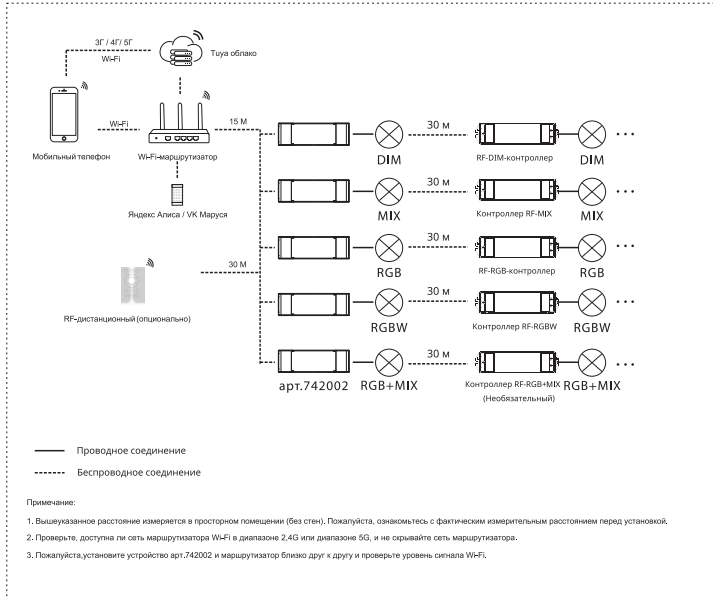 3Г / 4Г/ 5Г
Wi-Fi
Tuya облако
Wi-Fi
15 М
Мобильный телефон
Wi-Fi-маршрутизатор
Яндекс Алиса / VK Маруся
30 М
RF-дистанционный (опционально)
DIM
30 м
RF-DIM-контроллер
DIM
MIX
30 м
Контроллер RF-MIX
MIX
RGB
30 м
RF-RGB-контроллер
RGB
RGBW
30 м
Контроллер RF-RGBW
RGBW
арт.742002
RGB+MIX
30 м
Контроллер RF-RGB+MIX
(Необязательный)
RGB+MIX
Проводное соединение
Беспроводное соединение
Примечание:
1. Вышеуказанное расстояние измеряется в просторном помещении (без стен). Пожалуйста, ознакомьтесь с фактическим измерительным расстоянием перед установкой.
2. Проверьте, доступна ли сеть маршрутизатора Wi-Fi в диапазоне 2,4G или диапазоне 5G, и не скрывайте сеть маршрутизатора.
3. Пожалуйста,установите устройство арт.742002 и маршрутизатор близко друг к другу и проверьте уровень сигнала Wi-Fi.